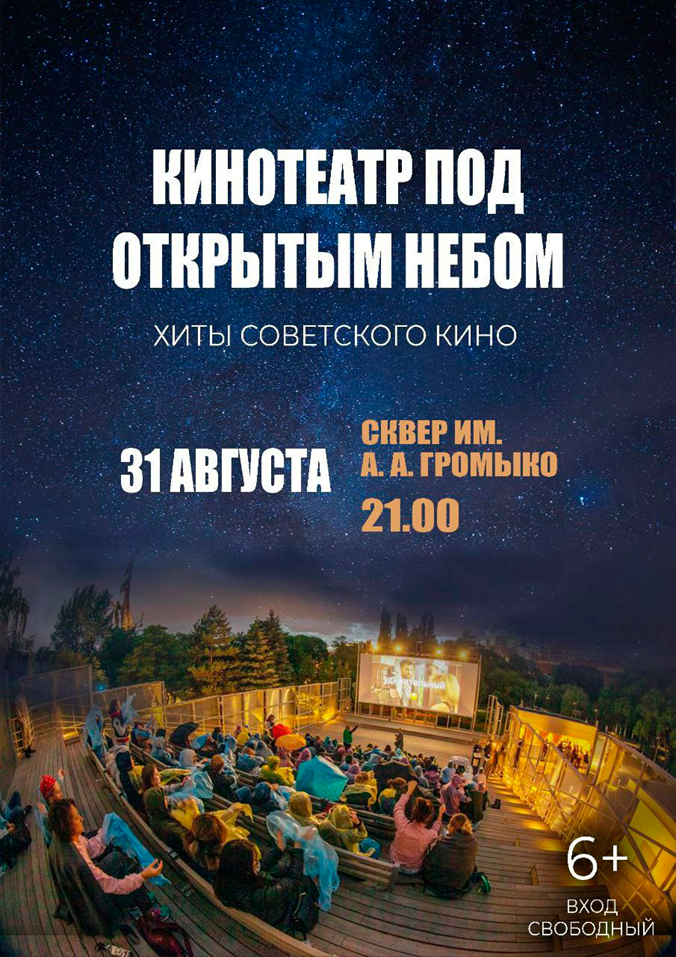 КИНОТЕАТР ПОД
ОТКРЫТЫМ НЕБОМ
ХИТЫ СОВЕТСКОГО КИНО
31 АВГУСТА
СКВЕР ИМ.
А. А. ГРОМЫКО
21.00
6+
ВХОД
СВОБОДНЫЙ